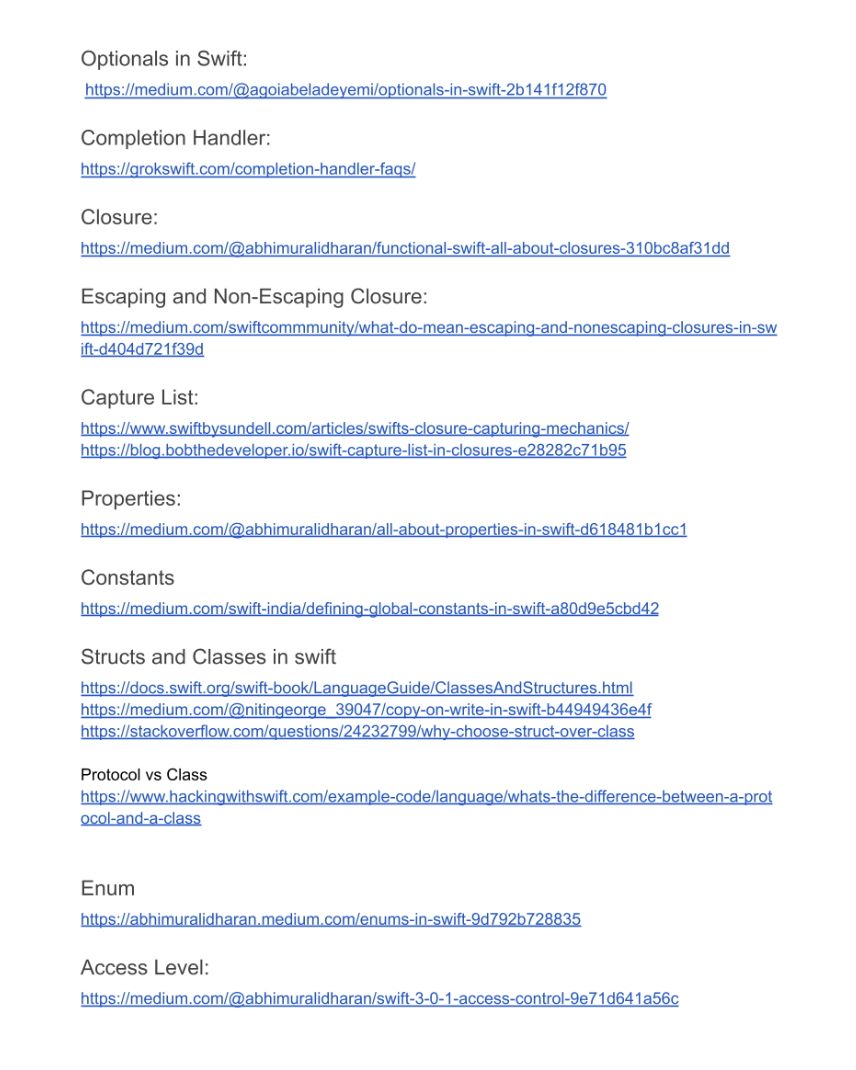 Optionals in Swift:
https://medium.com/@agoiabeladeyemi/optionals-in-swift-2b141f12f870
Completion Handler:
https://grokswift.com/completion-handler-faqs/
Closure:
https://medium.com/@abhimuralidharan/functional-swift-all-about-closures-310bc8af31dd
Escaping and Non-Escaping Closure:
https://medium.com/swiftcommmunity/what-do-mean-escaping-and-nonescaping-closures-in-sw
ift-d404d721f39d
Capture List:
https://www.swiftbysundell.com/articles/swifts-closure-capturing-mechanics/
https://blog.bobthedeveloper.io/swift-capture-list-in-closures-e28282c71b95
Properties:
https://medium.com/@abhimuralidharan/all-about-properties-in-swift-d618481b1cc1
Constants
https://medium.com/swift-india/defining-global-constants-in-swift-a80d9e5cbd42
Structs and Classes in swift
https://docs.swift.org/swift-book/LanguageGuide/ClassesAndStructures.html
https://medium.com/@nitingeorge_39047/copy-on-write-in-swift-b44949436e4f
https://stackoverflow.com/questions/24232799/why-choose-struct-over-class
Protocol vs Class
https://www.hackingwithswift.com/example-code/language/whats-the-difference-between-a-prot
ocol-and-a-class
Enum
https://abhimuralidharan.medium.com/enums-in-swift-9d792b728835
Access Level:
https://medium.com/@abhimuralidharan/swift-3-0-1-access-control-9e71d641a56c